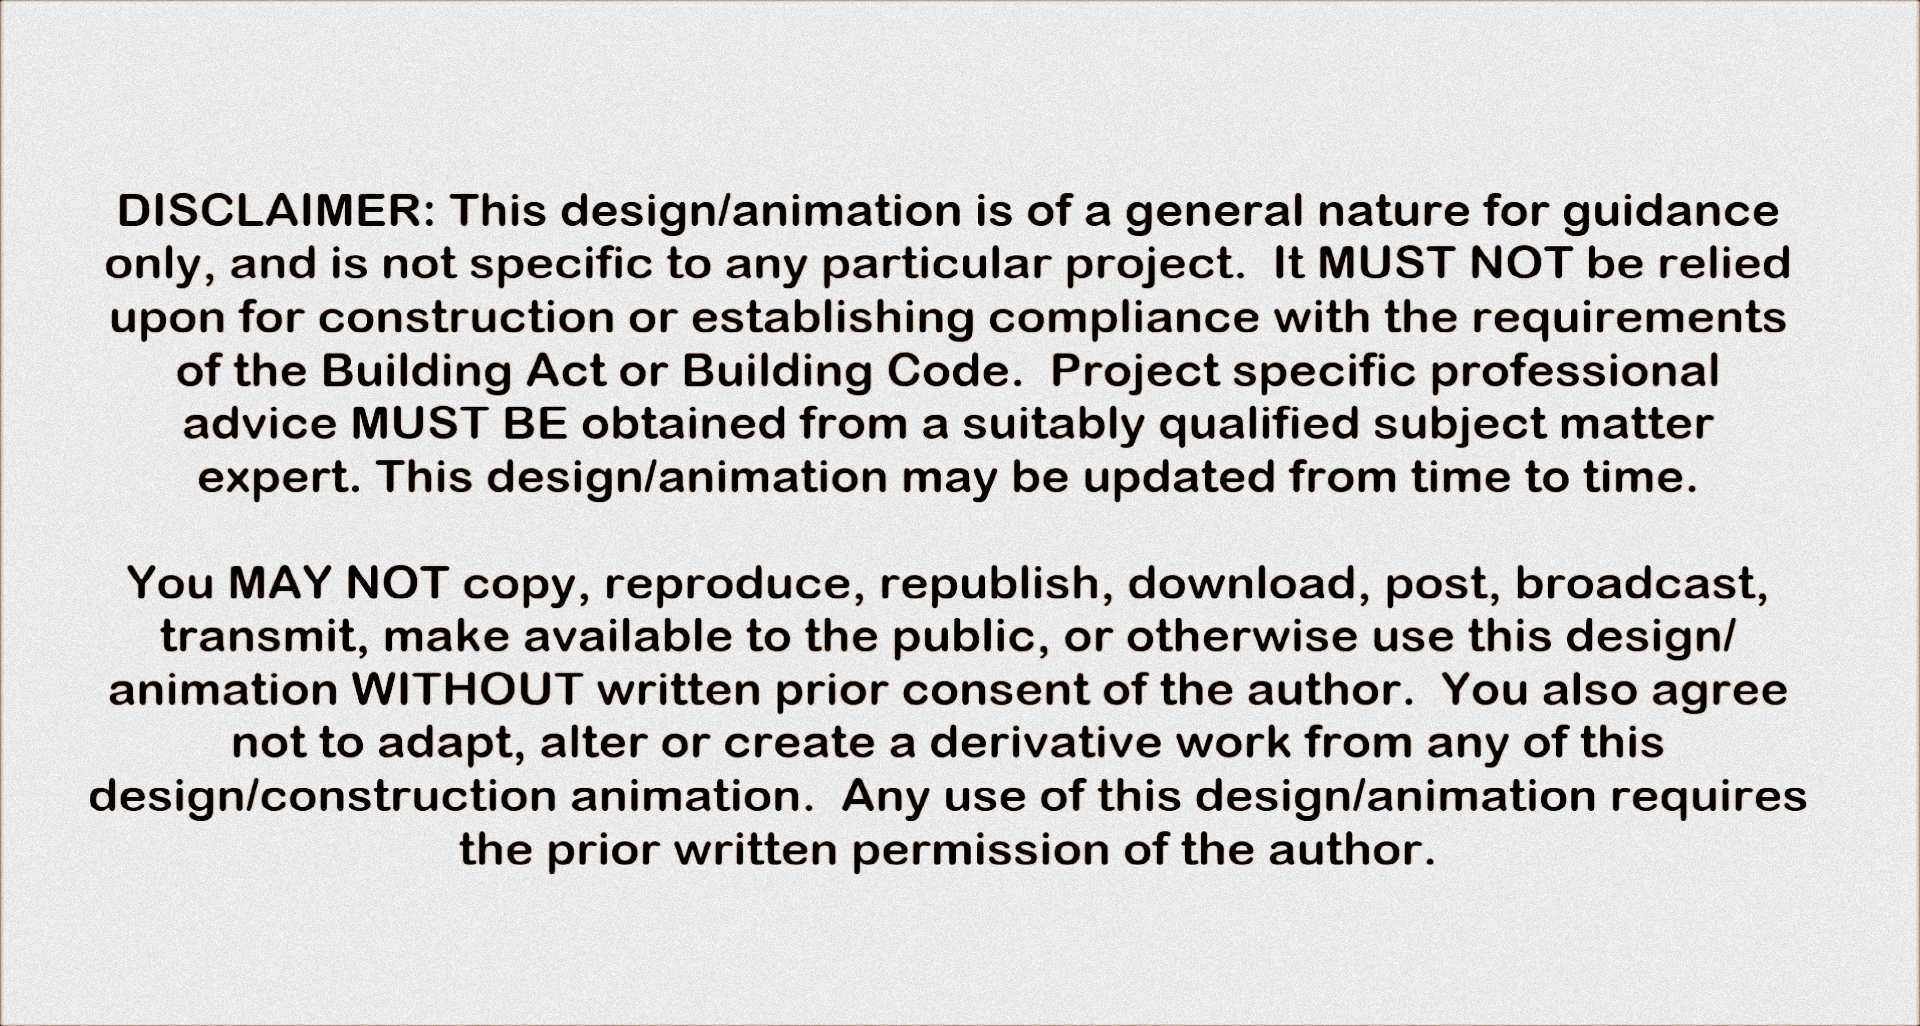 DISCLAIMER: This design/animation is of a general nature for guidance
only, and is not specific to any particular project.  It MUST NOT be relied
upon for construction or establishing compliance with the requirements
of the Building Act or Building Code.  Project specific professional
advice MUST BE obtained from a suitably qualified subject matter
expert. This design/animation may be updated from time to time.
You MAY NOT copy, reproduce, republish, download, post, broadcast,
transmit, make available to the public, or otherwise use this design/
animation WITHOUT written prior consent of the author.  You also agree
not to adapt, alter or create a derivative work from any of this
design/construction animation.  Any use of this design/animation requires
the prior written permission of the author.